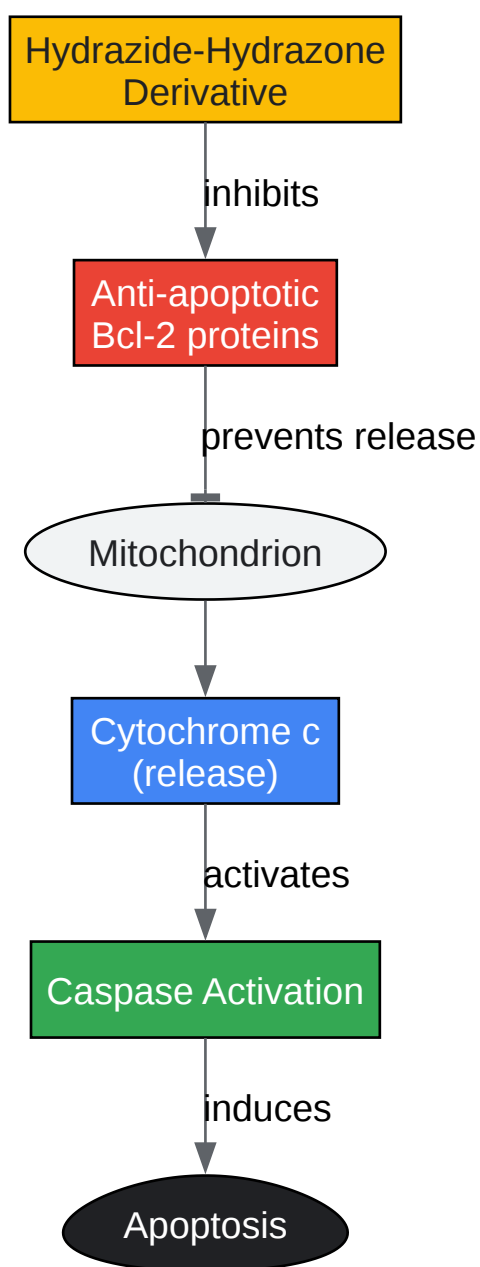 Hydrazide-Hydrazone
Derivative
inhibits
Anti-apoptotic
Bcl-2 proteins
prevents release
Mitochondrion
Cytochrome c
(release)
activates
Caspase Activation
induces
Apoptosis